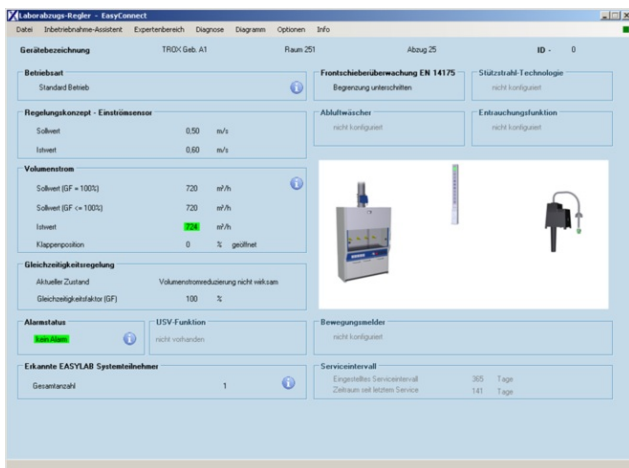 Laborabzugs-Regler - EasyConnect
Datei Inbetriebnahme-Assistent Expertenbereich Diagnose Diagramm Optionen Info
Gerätebezeichnung TROX Geb. A1 Raum 251 Abzug 25 ID - 0
Betriebsart
Standard Betrieb
Frontschieberüberwachung EN 14175
Begrenzung unterschritten
Stützstrahl-Technologie
nicht konfiguriert
Regelungskonzept - Einströmsensor
Sollwert 0,50 m/s
Istwert 0,60 m/s
Abluftwäscher
nicht konfiguriert
Entrauchungsfunktion
nicht konfiguriert
Volumenstrom
Sollwert (GF = 100%) 720 m³/h
Sollwert (GF <= 100%) 720 m³/h
Istwert 724 m³/h
Klappenposition 0 % geöffnet
Gleichzeitigkeitsregelung
Aktueller Zustand Volumenstromreduzierung nicht wirksam
Gleichzeitigkeitsfaktor (GF) 100 %
Alarmstatus
kein Alarm
USV-Funktion
nicht vorhanden
Bewegungsmelder
nicht konfiguriert
Erkannte EASYLAB Systemteilnehmer
Gesamtanzahl 1
Serviceintervall
Eingestelltes Serviceintervall 365 Tage
Zeitraum seit letztem Service 141 Tage